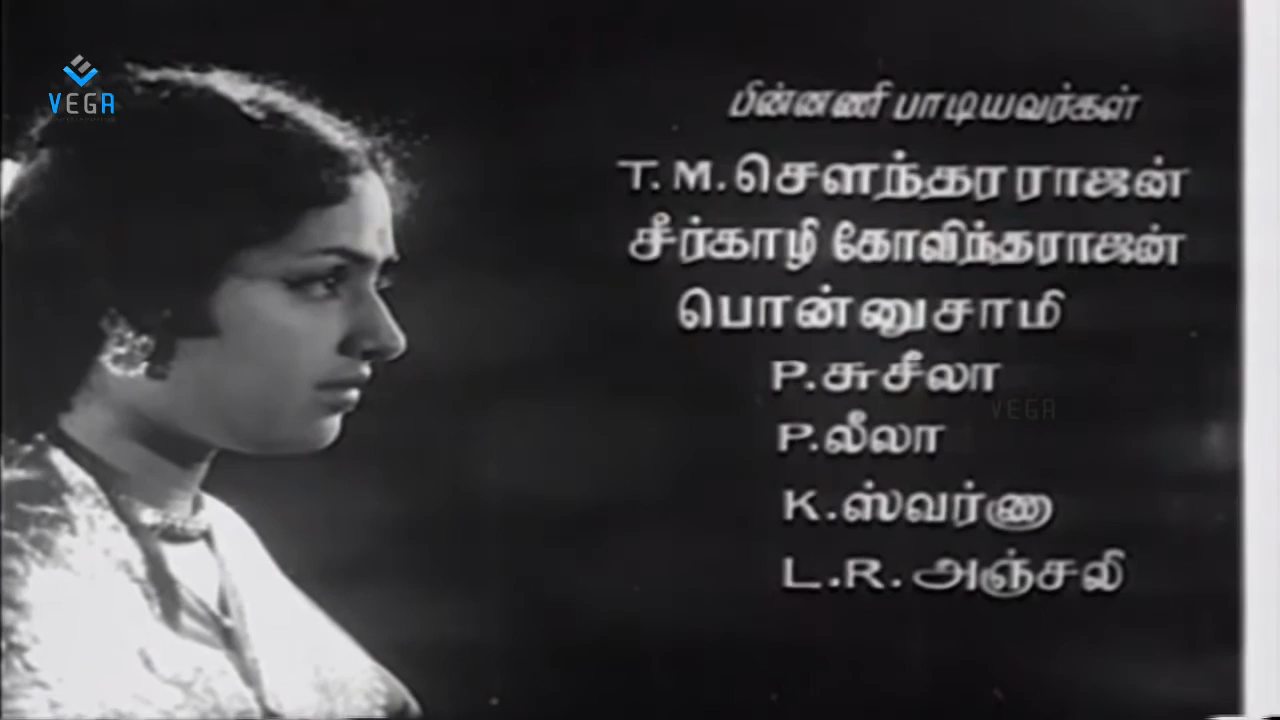 VEGA
பின்னணி பாடியவர்கள்
T. M. சௌந்தரராஜன்
சீர்காழி கோவிந்தராஜன்
பொன்னுசாமி
P. சுசீலா
VEGA
P. லீலா
K. ஸ்வர்ணா
L. R. அஞ்சலி